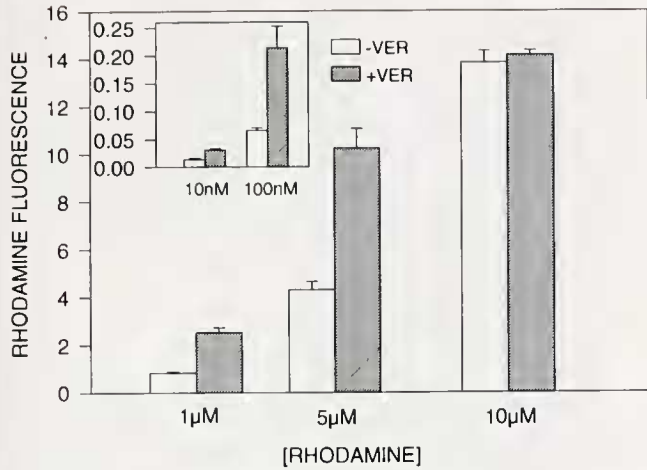 RHODAMINE FLUORESCENCE
16
14
12
10
8
6
4
2
0
0.25
0.20
0.15
0.10
0.05
0.00
10nM 100nM
-VER
+VER
1µM 5µM 10µM
[RHODAMINE]